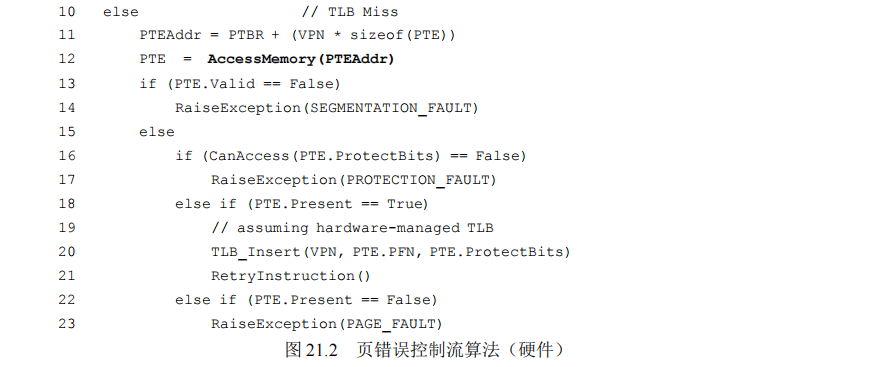 10 else // TLB Miss
11 PTEAddr = PTBR + (VPN * sizeof(PTE))
12 PTE = AccessMemory(PTEAddr)
13 if (PTE.Valid == False)
14 RaiseException(SEGMENTATION_FAULT)
15 else
16 if (CanAccess(PTE.ProtectBits) == False)
17 RaiseException(PROTECTION_FAULT)
18 else if (PTE.Present == True)
19 // assuming hardware-managed TLB
20 TLB_Insert(VPN, PTE.PFN, PTE.ProtectBits)
21 RetryInstruction()
22 else if (PTE.Present == False)
23 RaiseException(PAGE_FAULT)
图 21.2 页错误控制流算法（硬件）